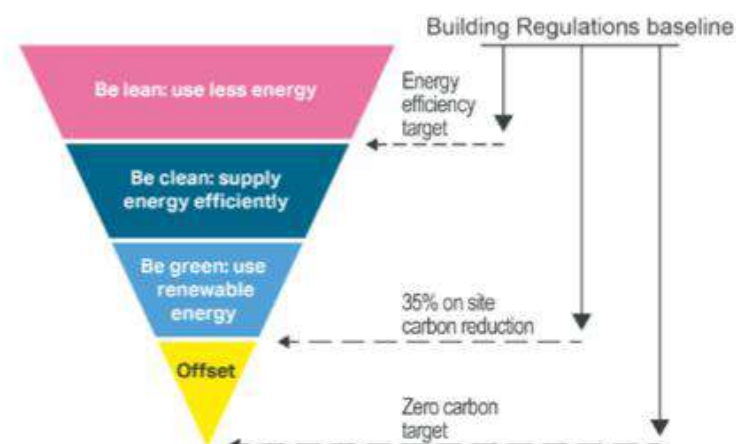 Building Regulations baseline
Be lean: use less energy
Energy
efficiency
target
Be clean: supply
energy efficiently
Be green: use
renewable
energy
35% on site
carbon reduction
Offset
Zero carbon
target